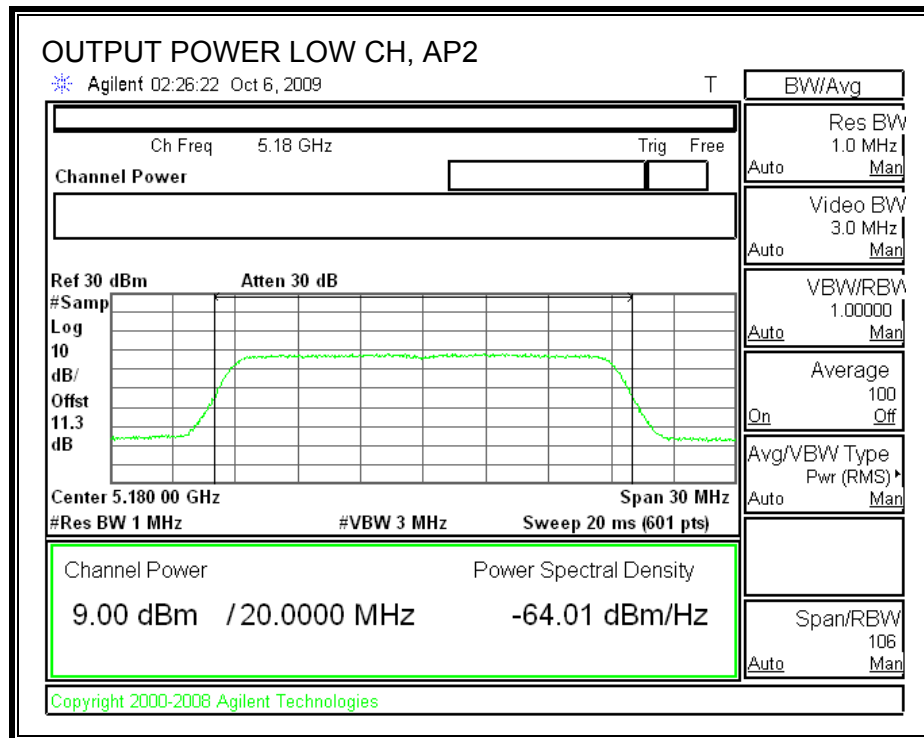 OUTPUT POWER LOW CH, AP2
Agilent 02:26:22 Oct 6, 2009 T
BW/Avg
Ch Freq 5.18 GHz Trig Free
Channel Power
Res BW
1.0 MHz
Auto Man
Video BW
3.0 MHz
Auto Man
VBW/RBW
1.00000
Auto Man
Average
100
On Off
Avg/VBW Type
Pwr (RMS)
Auto Man
Span/RBW
106
Auto Man
Ref 30 dBm Atten 30 dB
#Samp
Log
10
dB/
Offst
11.3
dB
Center 5.180 00 GHz Span 30 MHz
#Res BW 1 MHz #VBW 3 MHz Sweep 20 ms (601 pts)
Channel Power Power Spectral Density
9.00 dBm / 20.0000 MHz -64.01 dBm/Hz
Copyright 2000-2008 Agilent Technologies